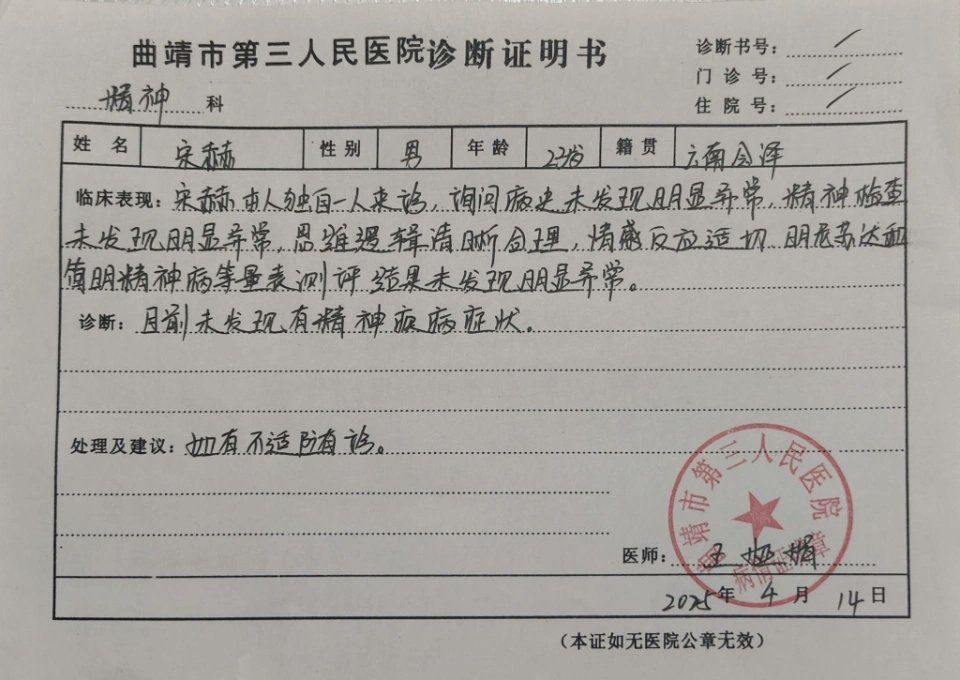 曲靖市第三人民医院诊断证明书
诊断书号: /
门诊号: /
住院号: /
精神 科
姓名 宋赫 性别 男 年龄 23岁 籍贯 云南会泽
临床表现: 宋赫本人独自一人来诊, 询问病史未发现明显异常, 精神检查
未发现明显异常, 思维逻辑清晰合理, 情感反应适切, 明尼苏达和
简明精神病等量表测评结果未发现明显异常。
诊断: 目前未发现有精神疾病症状.
处理及建议: 如有不适随诊。
曲靖市第三人民医院
病情证明章
医师: 王娅娟
2025年 4月 14日
(本证如无医院公章无效)